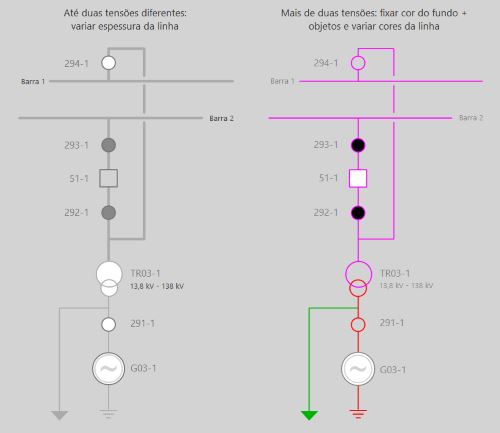 Até duas tensões diferentes:
variar espessura da linha
294-1
Barra 1
Barra 2
293-1
51-1
292-1
TR03-1
13,8 kV - 138 kV
291-1
G03-1
Mais de duas tensões: fixar cor do fundo +
objetos e variar cores da linha
294-1
Barra 1
Barra 2
293-1
51-1
292-1
TR03-1
13,8 kV - 138 kV
291-1
G03-1